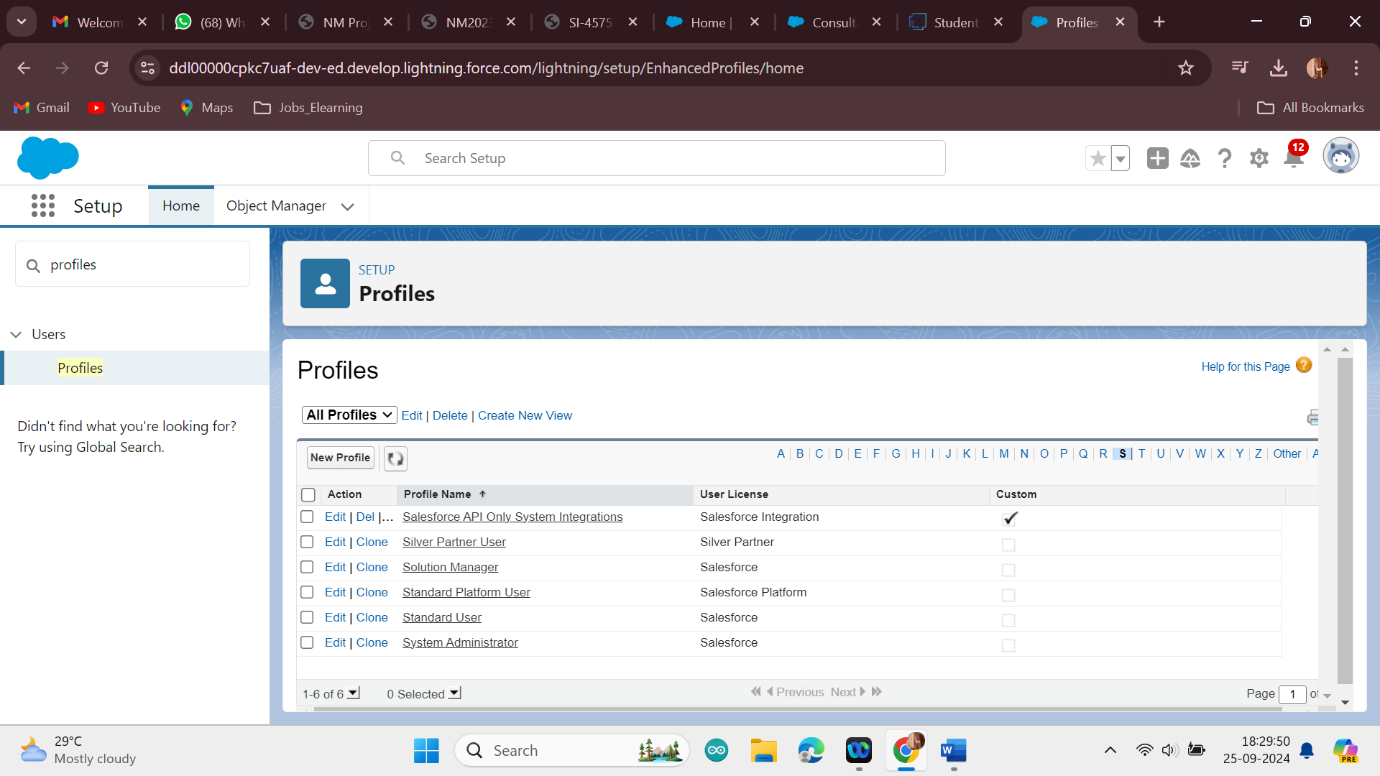 Welcom
(68) Wh
NM Pro
NM202
SI-4575
Home |
Consult
Student
Profiles
ddl00000cpkc7uaf-dev-ed.develop.lightning.force.com/lightning/setup/EnhancedProfiles/home
Gmail
YouTube
Maps
Jobs_Elearning
All Bookmarks
Search Setup
12
Setup
Home
Object Manager
profiles
Users
Profiles
Didn't find what you're looking for?
Try using Global Search.
SETUP
Profiles
Profiles
Help for this Page
All Profiles Edit | Delete | Create New View
New Profile
A | B | C | D | E | F | G | H | I | J | K | L | M | N | O | P | Q | R | S | T | U | V | W | X | Y | Z | Other
Action Profile Name User License Custom
Edit | Del |... Salesforce API Only System Integrations Salesforce Integration
Edit | Clone Silver Partner User Silver Partner
Edit | Clone Solution Manager Salesforce
Edit | Clone Standard Platform User Salesforce Platform
Edit | Clone Standard User Salesforce
Edit | Clone System Administrator Salesforce
1-6 of 6 0 Selected Previous Next Page 1 of
29°C
Mostly cloudy
Search
PRE
18:29:50
25-09-2024